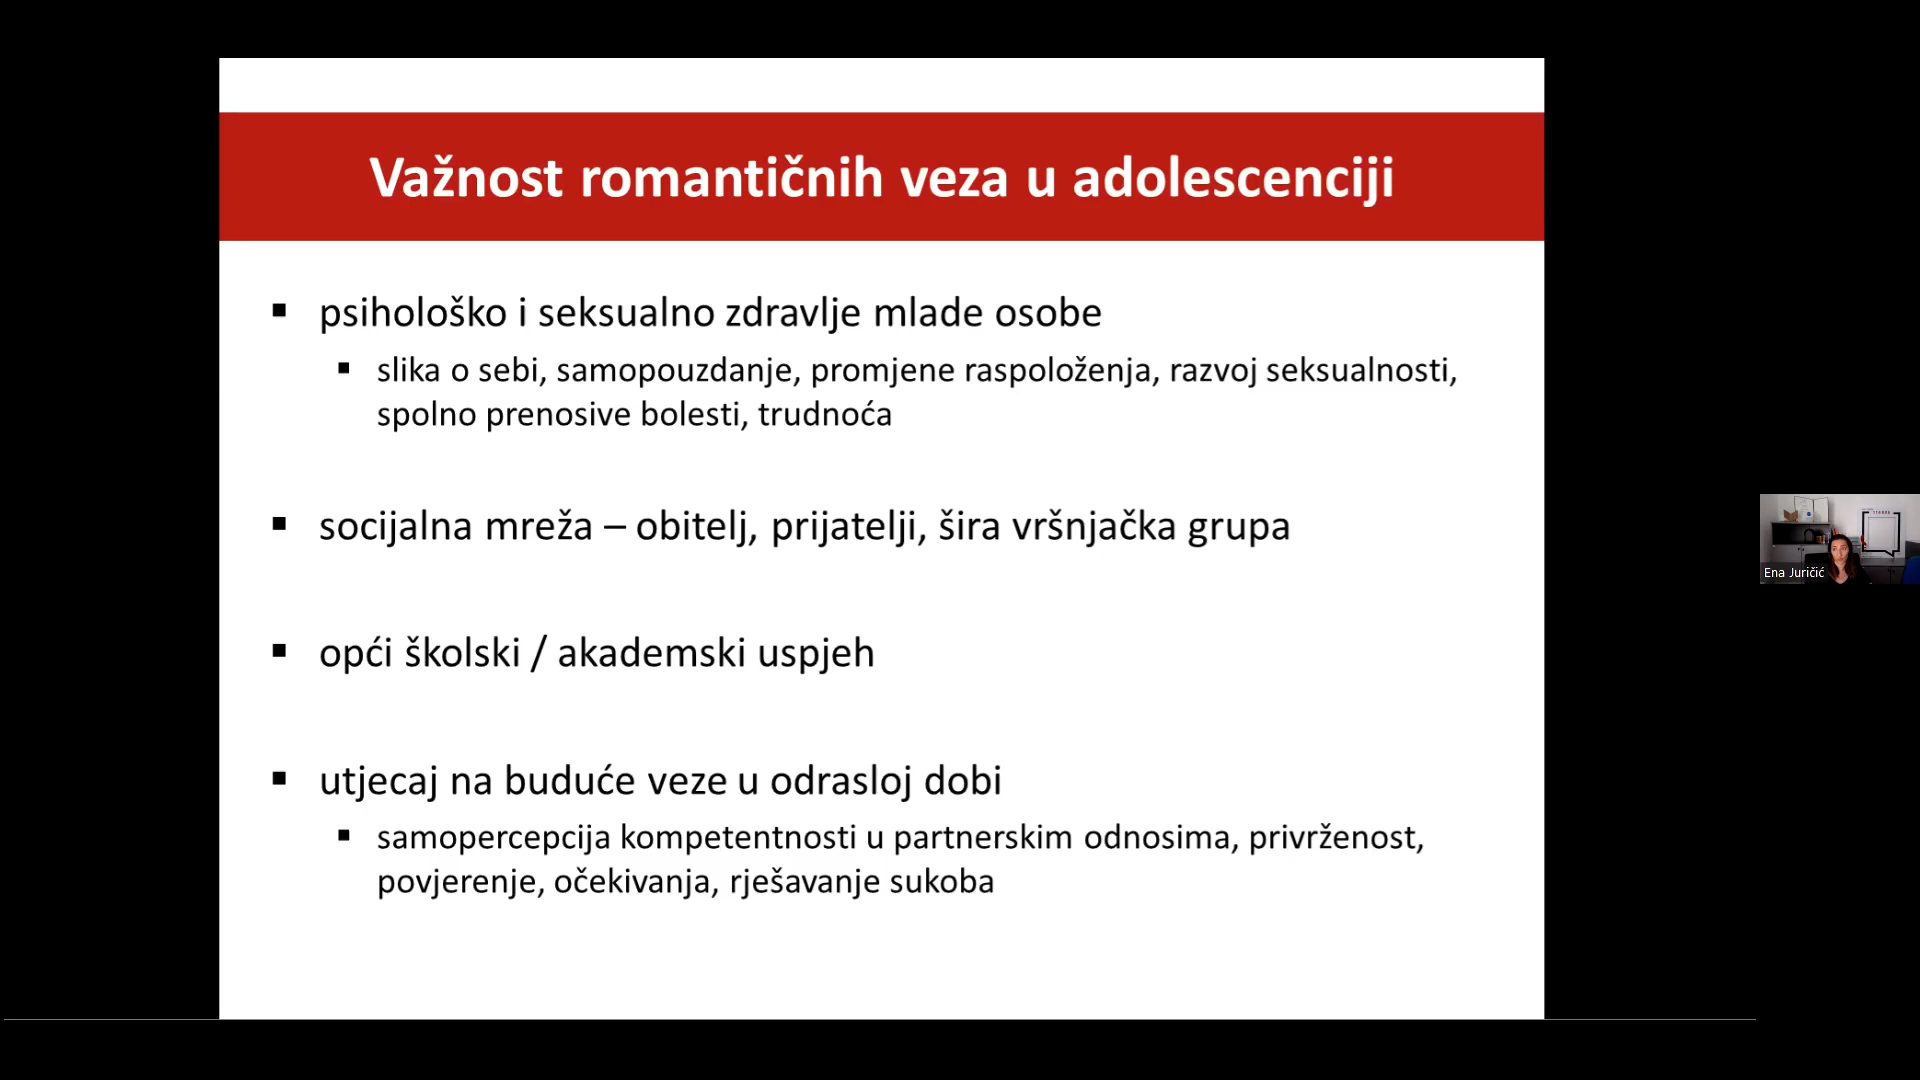 Važnost romantičnih veza u adolescenciji
▪ psihološko i seksualno zdravlje mlade osobe
▪ slika o sebi, samopouzdanje, promjene raspoloženja, razvoj seksualnosti,
spolno prenosive bolesti, trudnoća
▪ socijalna mreža – obitelj, prijatelji, šira vršnjačka grupa
▪ opći školski / akademski uspjeh
▪ utjecaj na buduće veze u odrasloj dobi
▪ samopercepcija kompetentnosti u partnerskim odnosima, privrženost,
povjerenje, očekivanja, rješavanje sukoba
Ena Juričić